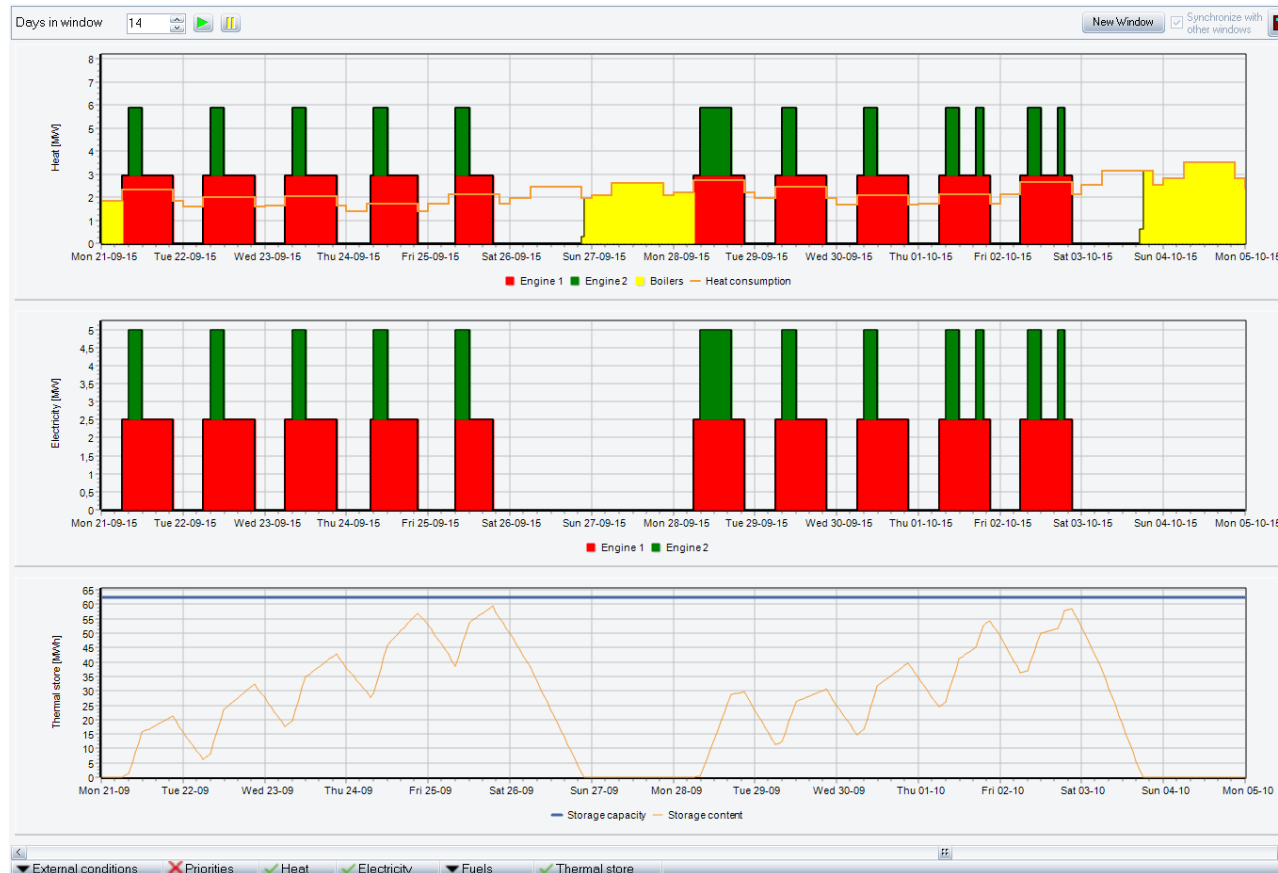 Days in window 14 New Window Synchronize with
other windows
8
7
6
5
4
3
2
1
0
Heat [MW]
Mon 21-09-15 Tue 22-09-15 Wed 23-09-15 Thu 24-09-15 Fri 25-09-15 Sat 26-09-15 Sun 27-09-15 Mon 28-09-15 Tue 29-09-15 Wed 30-09-15 Thu 01-10-15 Fri 02-10-15 Sat 03-10-15 Sun 04-10-15 Mon 05-10-15
Engine 1 Engine 2 Boilers Heat consumption
5
4,5
4
3,5
3
2,5
2
1,5
1
0,5
0
Electricity [MW]
Mon 21-09-15 Tue 22-09-15 Wed 23-09-15 Thu 24-09-15 Fri 25-09-15 Sat 26-09-15 Sun 27-09-15 Mon 28-09-15 Tue 29-09-15 Wed 30-09-15 Thu 01-10-15 Fri 02-10-15 Sat 03-10-15 Sun 04-10-15 Mon 05-10-15
Engine 1 Engine 2
65
60
55
50
45
40
35
30
25
20
15
10
5
0
Thermal store [MWh]
Mon 21-09 Tue 22-09 Wed 23-09 Thu 24-09 Fri 25-09 Sat 26-09 Sun 27-09 Mon 28-09 Tue 29-09 Wed 30-09 Thu 01-10 Fri 02-10 Sat 03-10 Sun 04-10 Mon 05-10
Storage capacity Storage content
External conditions Priorities Heat Electricity Fuels Thermal store